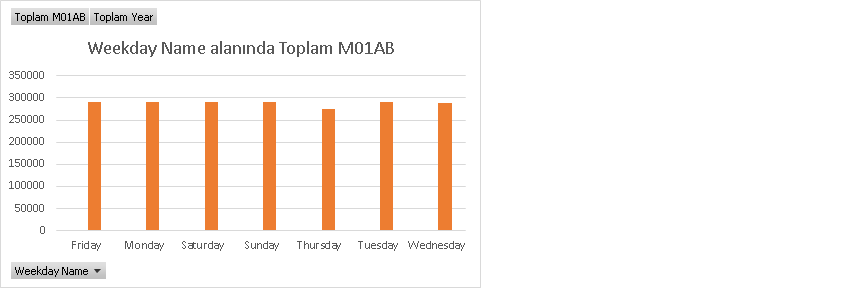 Toplam M01AB Toplam Year
Weekday Name alanında Toplam M01AB
350000
300000
250000
200000
150000
100000
50000
0
Friday Monday Saturday Sunday Thursday Tuesday Wednesday
Weekday Name